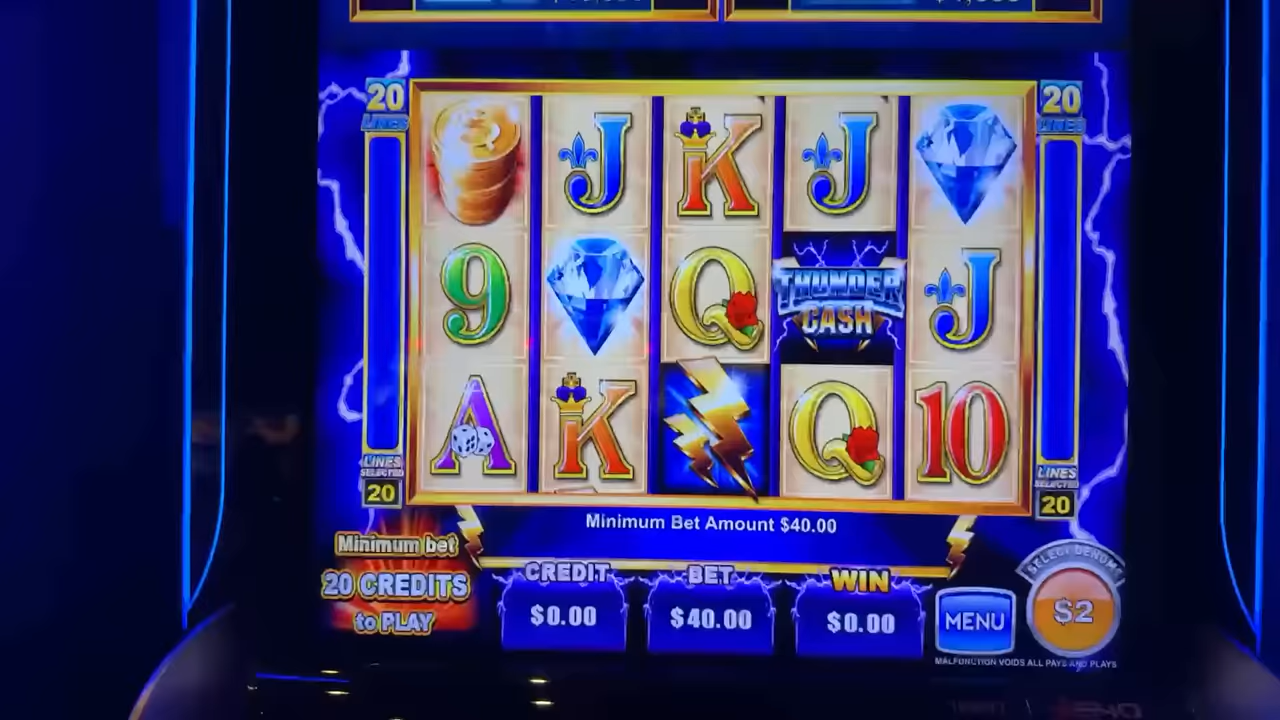 20
LINES
20
LINES
J
K
J
9
Q
THUNDER
CASH
J
A
K
Q
10
LINES
SELECTED
20
LINES
SELECTED
20
Minimum Bet Amount $40.00
Minimum bet
20 CREDITS
to PLAY
CREDIT
$0.00
BET
$40.00
WIN
$0.00
MENU
SELECT DENOM
$2
MALFUNCTION VOIDS ALL PAYS AND PLAYS